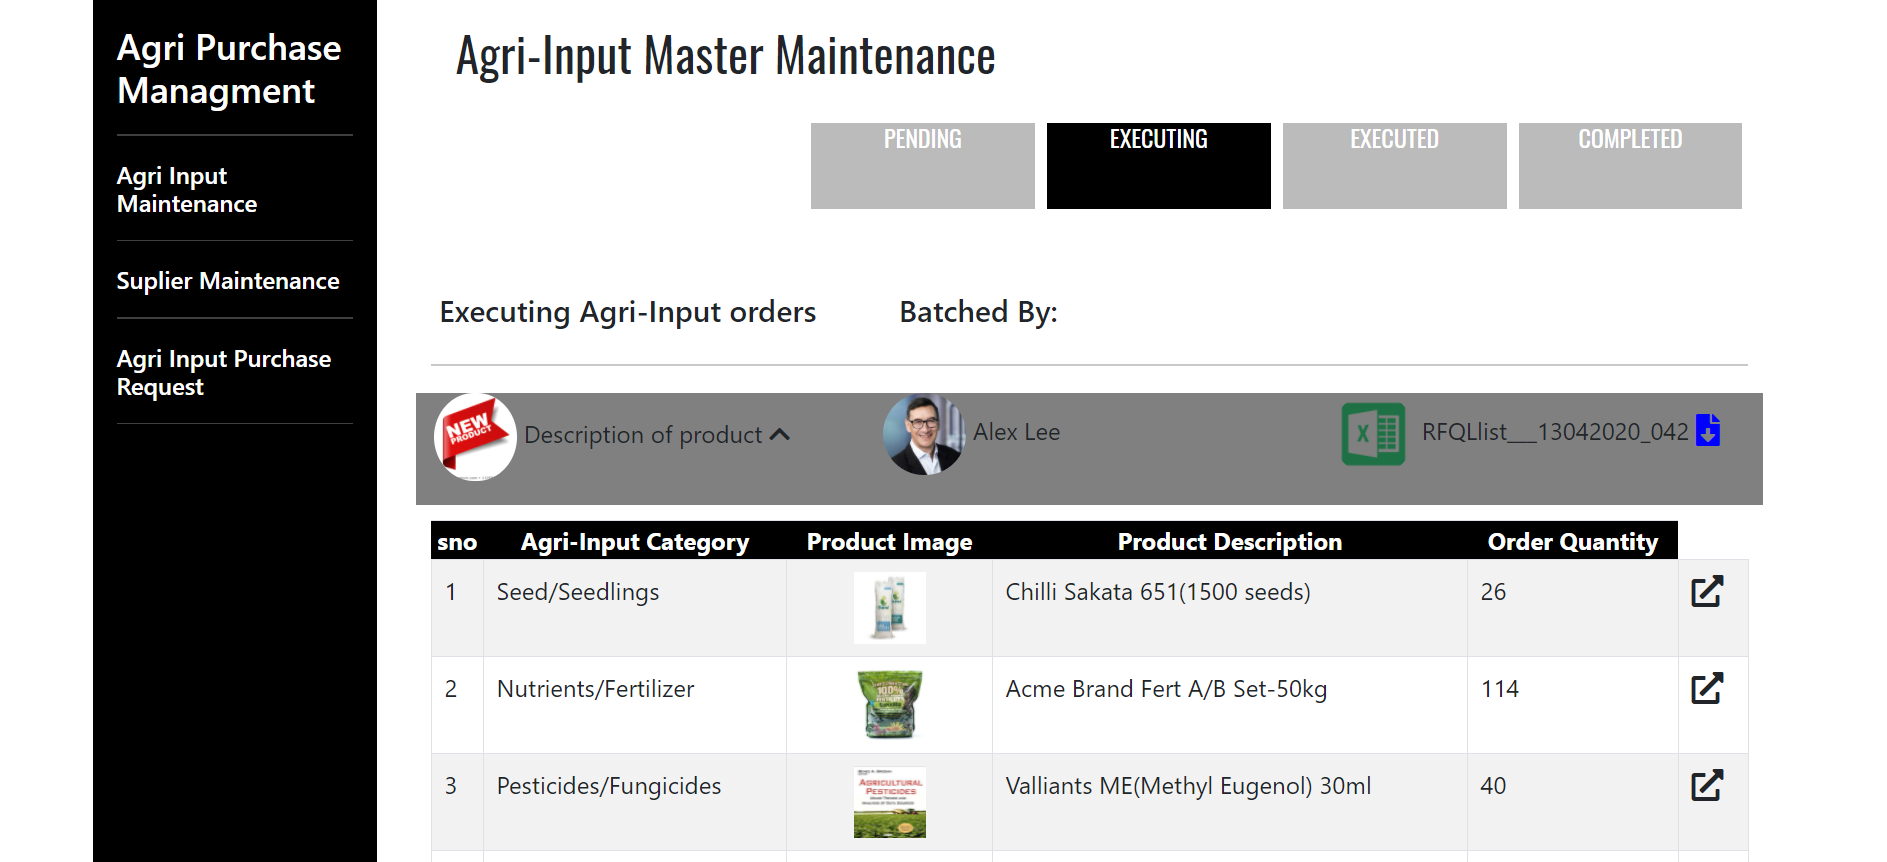 Agri Purchase
Managment
Agri Input
Maintenance
Suplier Maintenance
Agri Input Purchase
Request
Agri-Input Master Maintenance
PENDING
EXECUTING
EXECUTED
COMPLETED
Executing Agri-Input orders
Batched By:
NEW
PRODUCT
Description of product
Alex Lee
X
RFQLlist___13042020_042
sno Agri-Input Category Product Image Product Description Order Quantity
1 Seed/Seedlings Chilli Sakata 651(1500 seeds) 26
2 Nutrients/Fertilizer Acme Brand Fert A/B Set-50kg 114
100%
3 Pesticides/Fungicides Valliants ME(Methyl Eugenol) 30ml 40
AGRICULTURAL
PESTICIDES